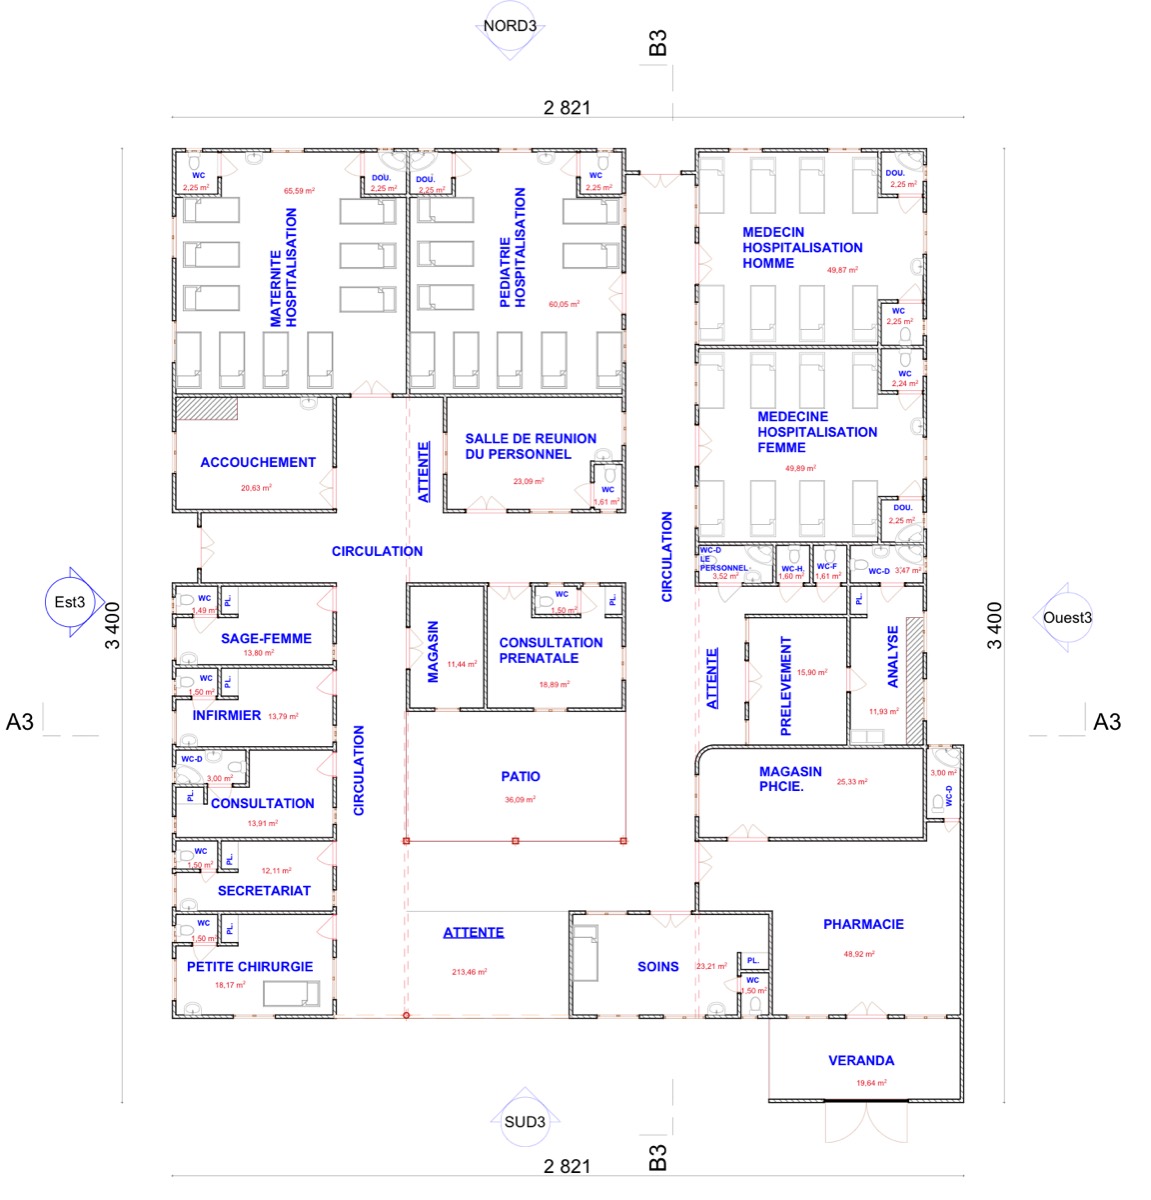 NORD3
B3
2 821
WC
2,25 m²
65,59 m²
DOU.
2,25 m²
DOU.
2,25 m²
WC
2,25 m²
MATERNITE
HOSPITALISATION
PEDIATRIE
HOSPITALISATION
60,05 m²
DOU.
2,25 m²
MEDECIN
HOSPITALISATION
HOMME
49,87 m²
WC
2,25 m²
WC
2,24 m²
MEDECINE
HOSPITALISATION
FEMME
49,89 m²
DOU.
2,25 m²
ACCOUCHEMENT
20,63 m²
ATTENTE
SALLE DE REUNION
DU PERSONNEL
23,09 m²
WC
1,61 m²
CIRCULATION
CIRCULATION
WC-D
LE
PERSONNEL
3,52 m²
WC-H.
1,60 m²
WC-F
1,61 m²
WC-D
3,47 m²
Est3
3 400
3 400
Ouest3
WC
1,49 m²
PL.
SAGE-FEMME
13,80 m²
MAGASIN
11,44 m²
WC
1,50 m²
PL.
CONSULTATION
PRENATALE
18,89 m²
ATTENTE
PRELEVEMENT
15,90 m²
PL.
ANALYSE
11,93 m²
WC
1,50 m²
PL.
INFIRMIER
13,79 m²
A3
A3
WC-D
3,00 m²
PL.
CONSULTATION
13,91 m²
CIRCULATION
PATIO
36,09 m²
MAGASIN
PHCIE.
25,33 m²
3,00 m²
WC-D
WC
1,50 m²
PL.
12,11 m²
SECRETARIAT
WC
1,50 m²
PL.
PETITE CHIRURGIE
18,17 m²
ATTENTE
213,46 m²
SOINS
23,21 m²
PL.
WC
1,50 m²
PHARMACIE
48,92 m²
VERANDA
19,64 m²
SUD3
B3
2 821